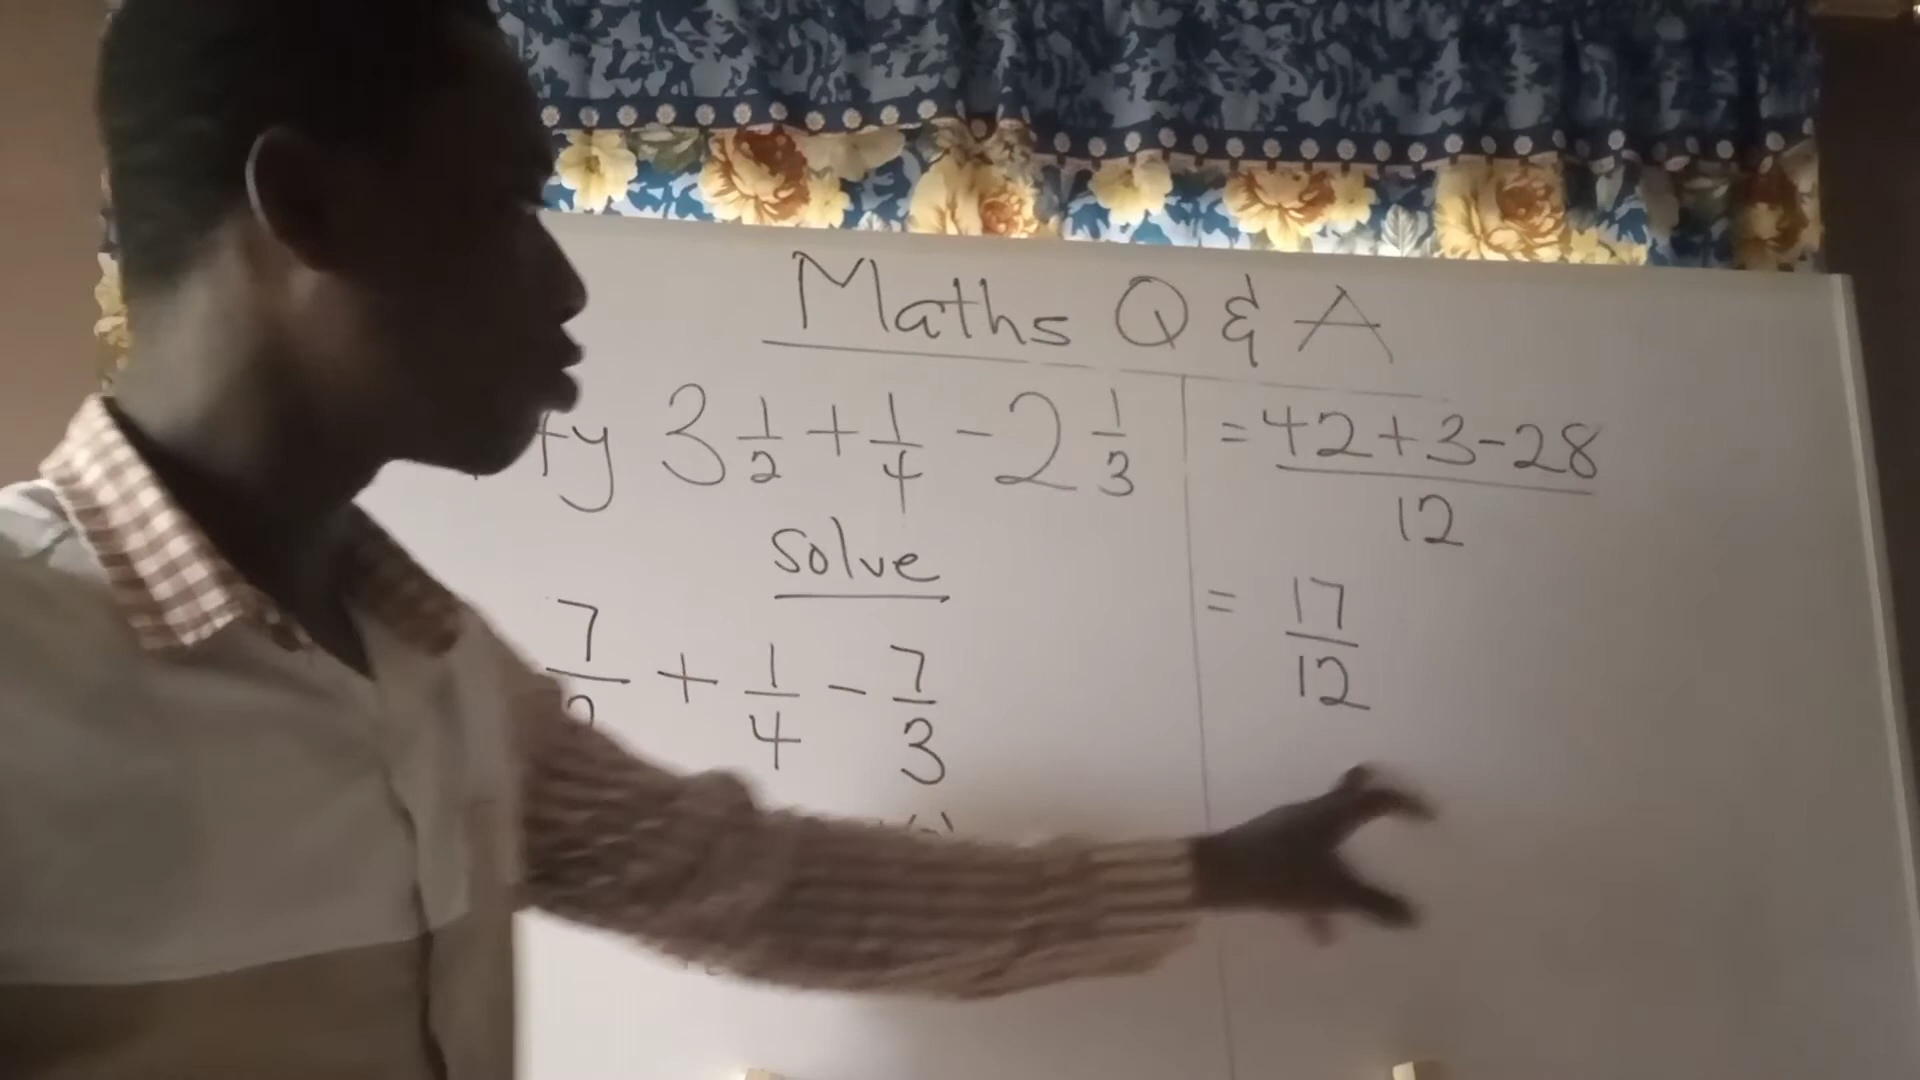 Maths Q & A
fy 3 1/2 + 1/4 - 2 1/3
solve
7/2 + 1/4 - 7/3
= 42+3-28/12
= 17/12